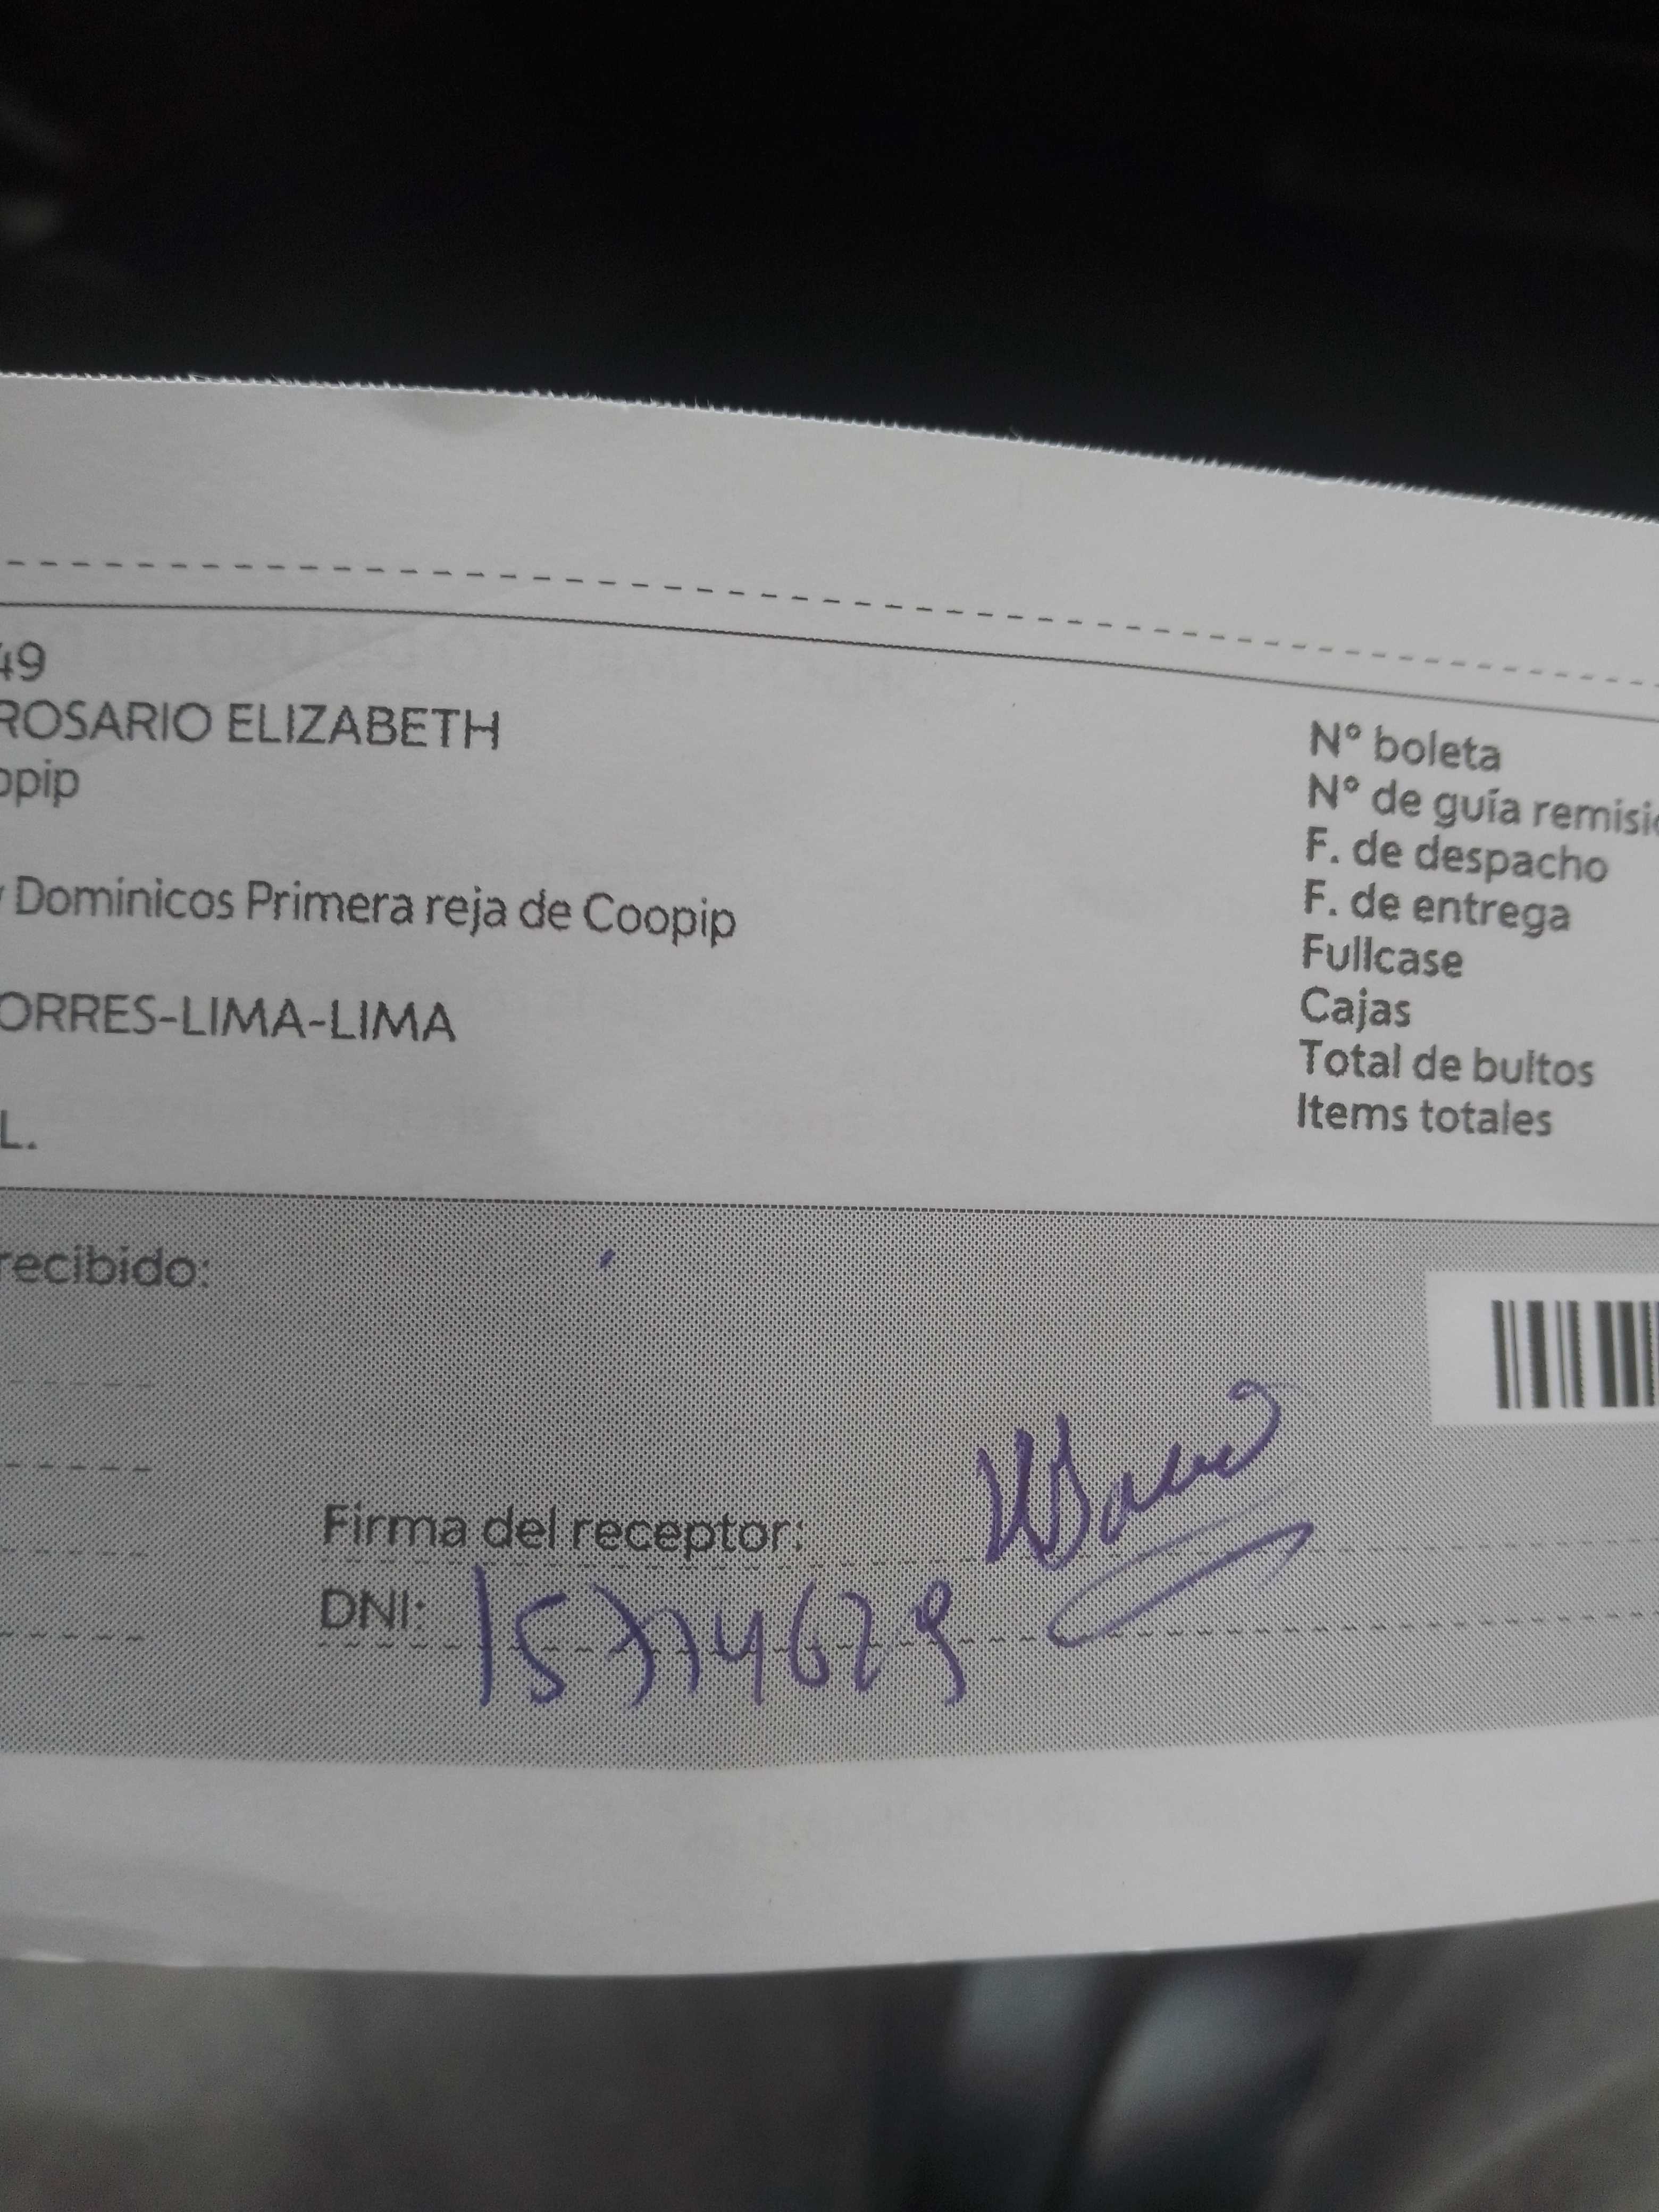 49
ROSARIO ELIZABETH
opip
y Dominicos Primera reja de Coopip
ORRES-LIMA-LIMA
L.
N° boleta
N° de guía remisió
F. de despacho
F. de entrega
Fullcase
Cajas
Total de bultos
Items totales
recibido:
Firma del receptor:
DNI: 15774629